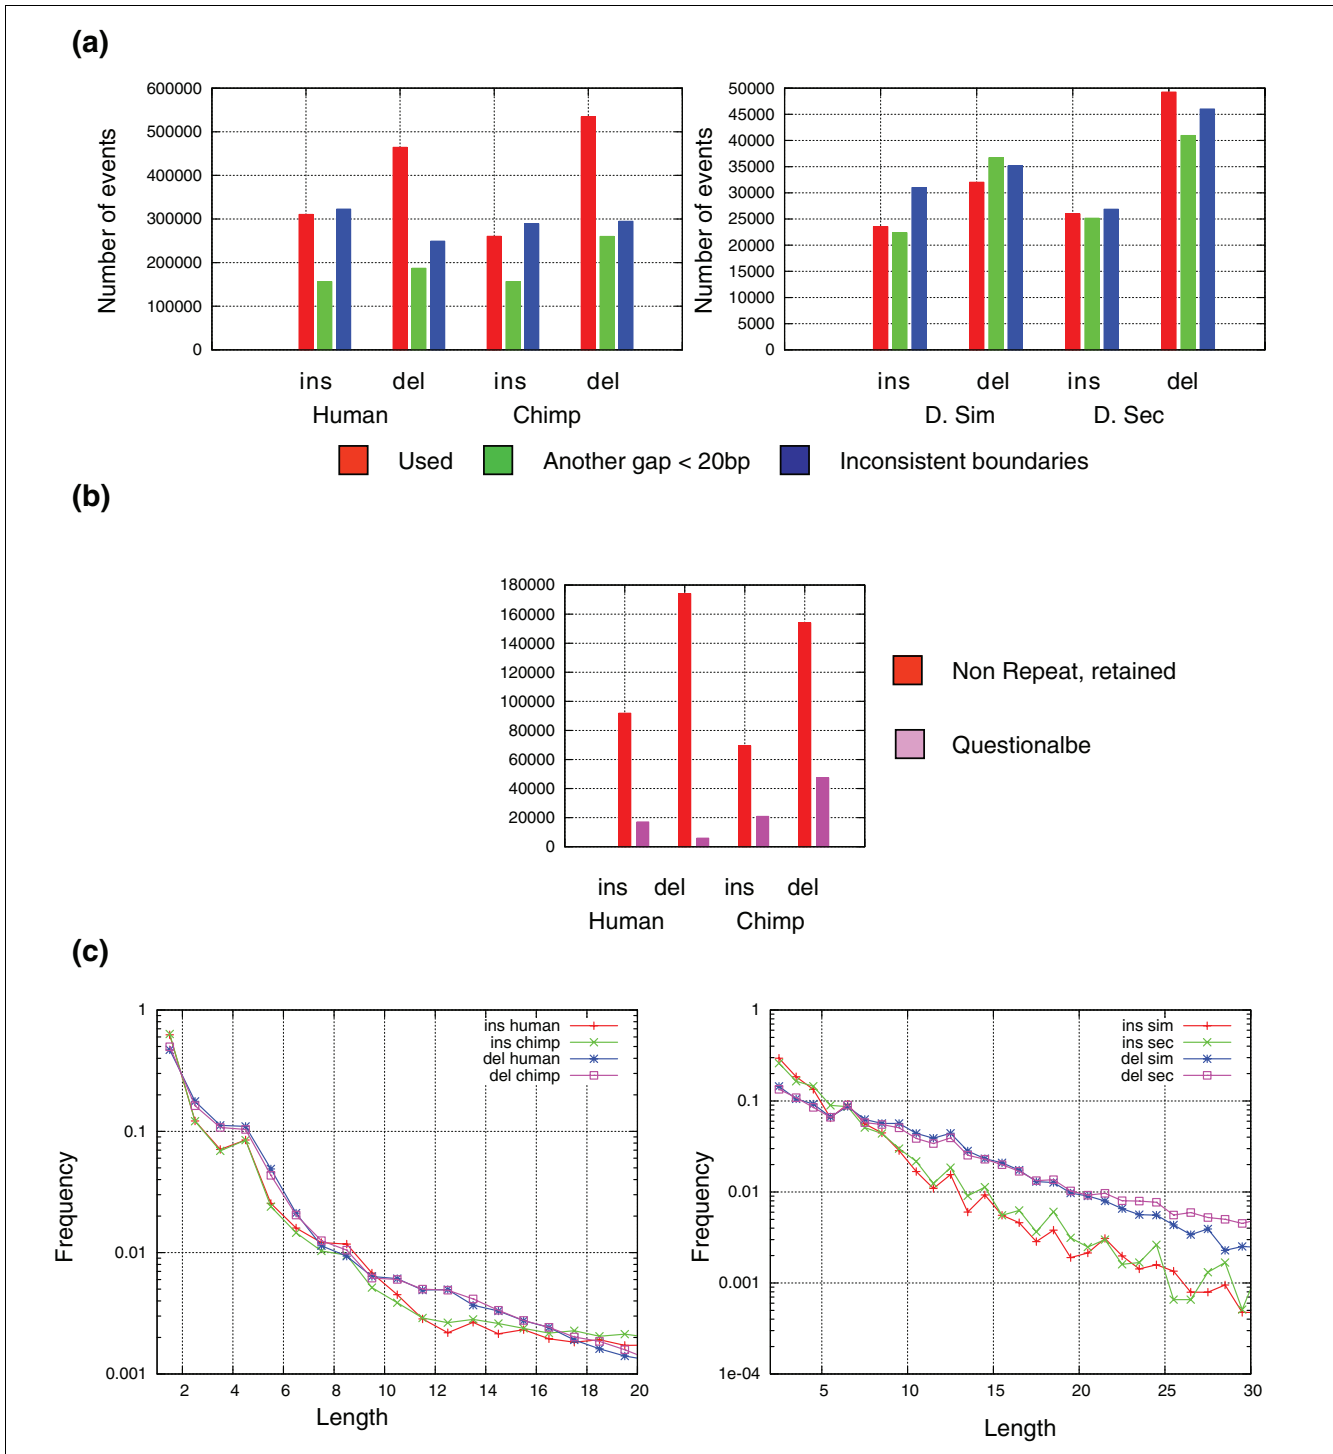 (a)
600000
500000
400000
300000
200000
100000
0
Number of events
ins del ins del
Human Chimp
50000
45000
40000
35000
30000
25000
20000
15000
10000
5000
0
Number of events
ins del ins del
D. Sim D. Sec
Used Another gap < 20bp Inconsistent boundaries
(b)
180000
160000
140000
120000
100000
80000
60000
40000
20000
0
ins del ins del
Human Chimp
Non Repeat, retained
Questionalbe
(c)
1
0.1
0.01
0.001
Frequency
ins human
ins chimp
del human
del chimp
2 4 6 8 10 12 14 16 18 20
Length
1
0.1
0.01
0.001
1e-04
Frequency
ins sim
ins sec
del sim
del sec
5 10 15 20 25 30
Length